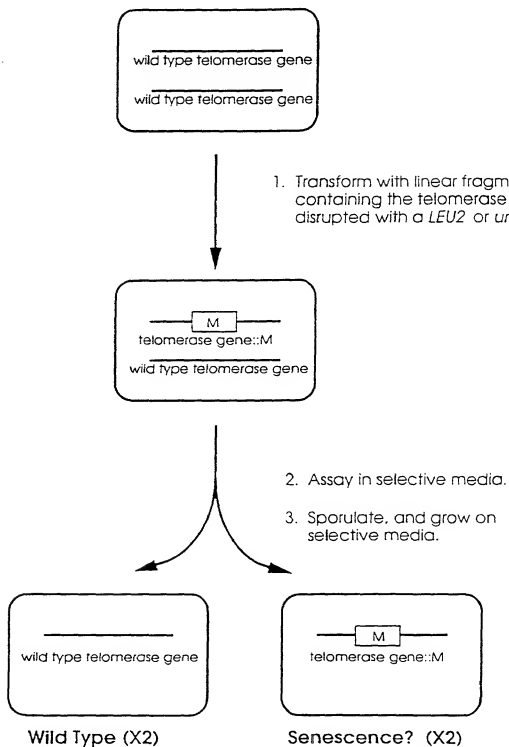 wild type telomerase gene
wild type telomerase gene
1. Transform with linear fragm
containing the telomerase
disrupted with a LEU2 or ur
M
telomerase gene::M
wild type telomerase gene
2. Assay in selective media.
3. Sporulate, and grow on
selective media.
wild type telomerase gene
M
telomerase gene::M
Wild Type (X2)
Senescence? (X2)